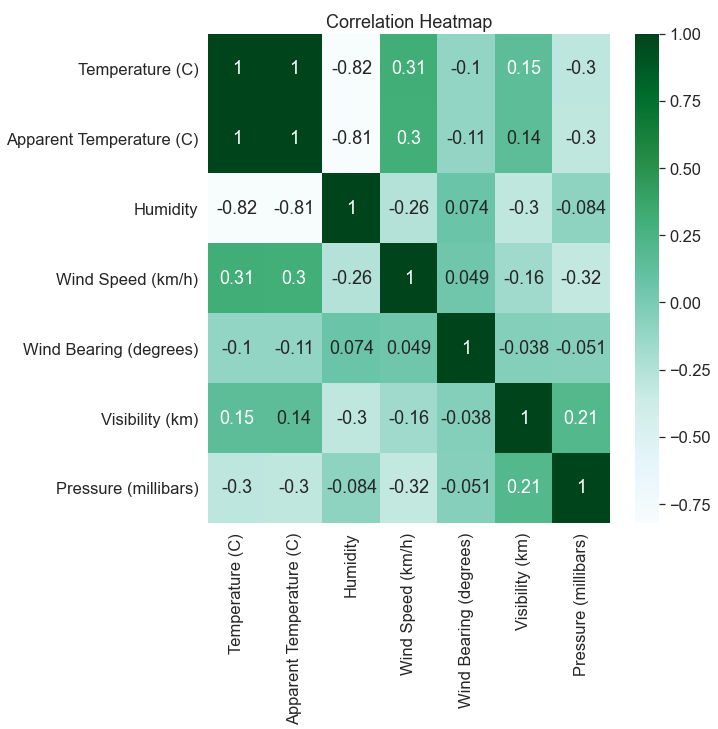 Correlation Heatmap
Temperature (C) 1 1 -0.82 0.31 -0.1 0.15 -0.3
Apparent Temperature (C) 1 1 -0.81 0.3 -0.11 0.14 -0.3
Humidity -0.82 -0.81 1 -0.26 0.074 -0.3 -0.084
Wind Speed (km/h) 0.31 0.3 -0.26 1 0.049 -0.16 -0.32
Wind Bearing (degrees) -0.1 -0.11 0.074 0.049 1 -0.038 -0.051
Visibility (km) 0.15 0.14 -0.3 -0.16 -0.038 1 0.21
Pressure (millibars) -0.3 -0.3 -0.084 -0.32 -0.051 0.21 1
Temperature (C)
Apparent Temperature (C)
Humidity
Wind Speed (km/h)
Wind Bearing (degrees)
Visibility (km)
Pressure (millibars)
1.00
0.75
0.50
0.25
0.00
−0.25
−0.50
−0.75